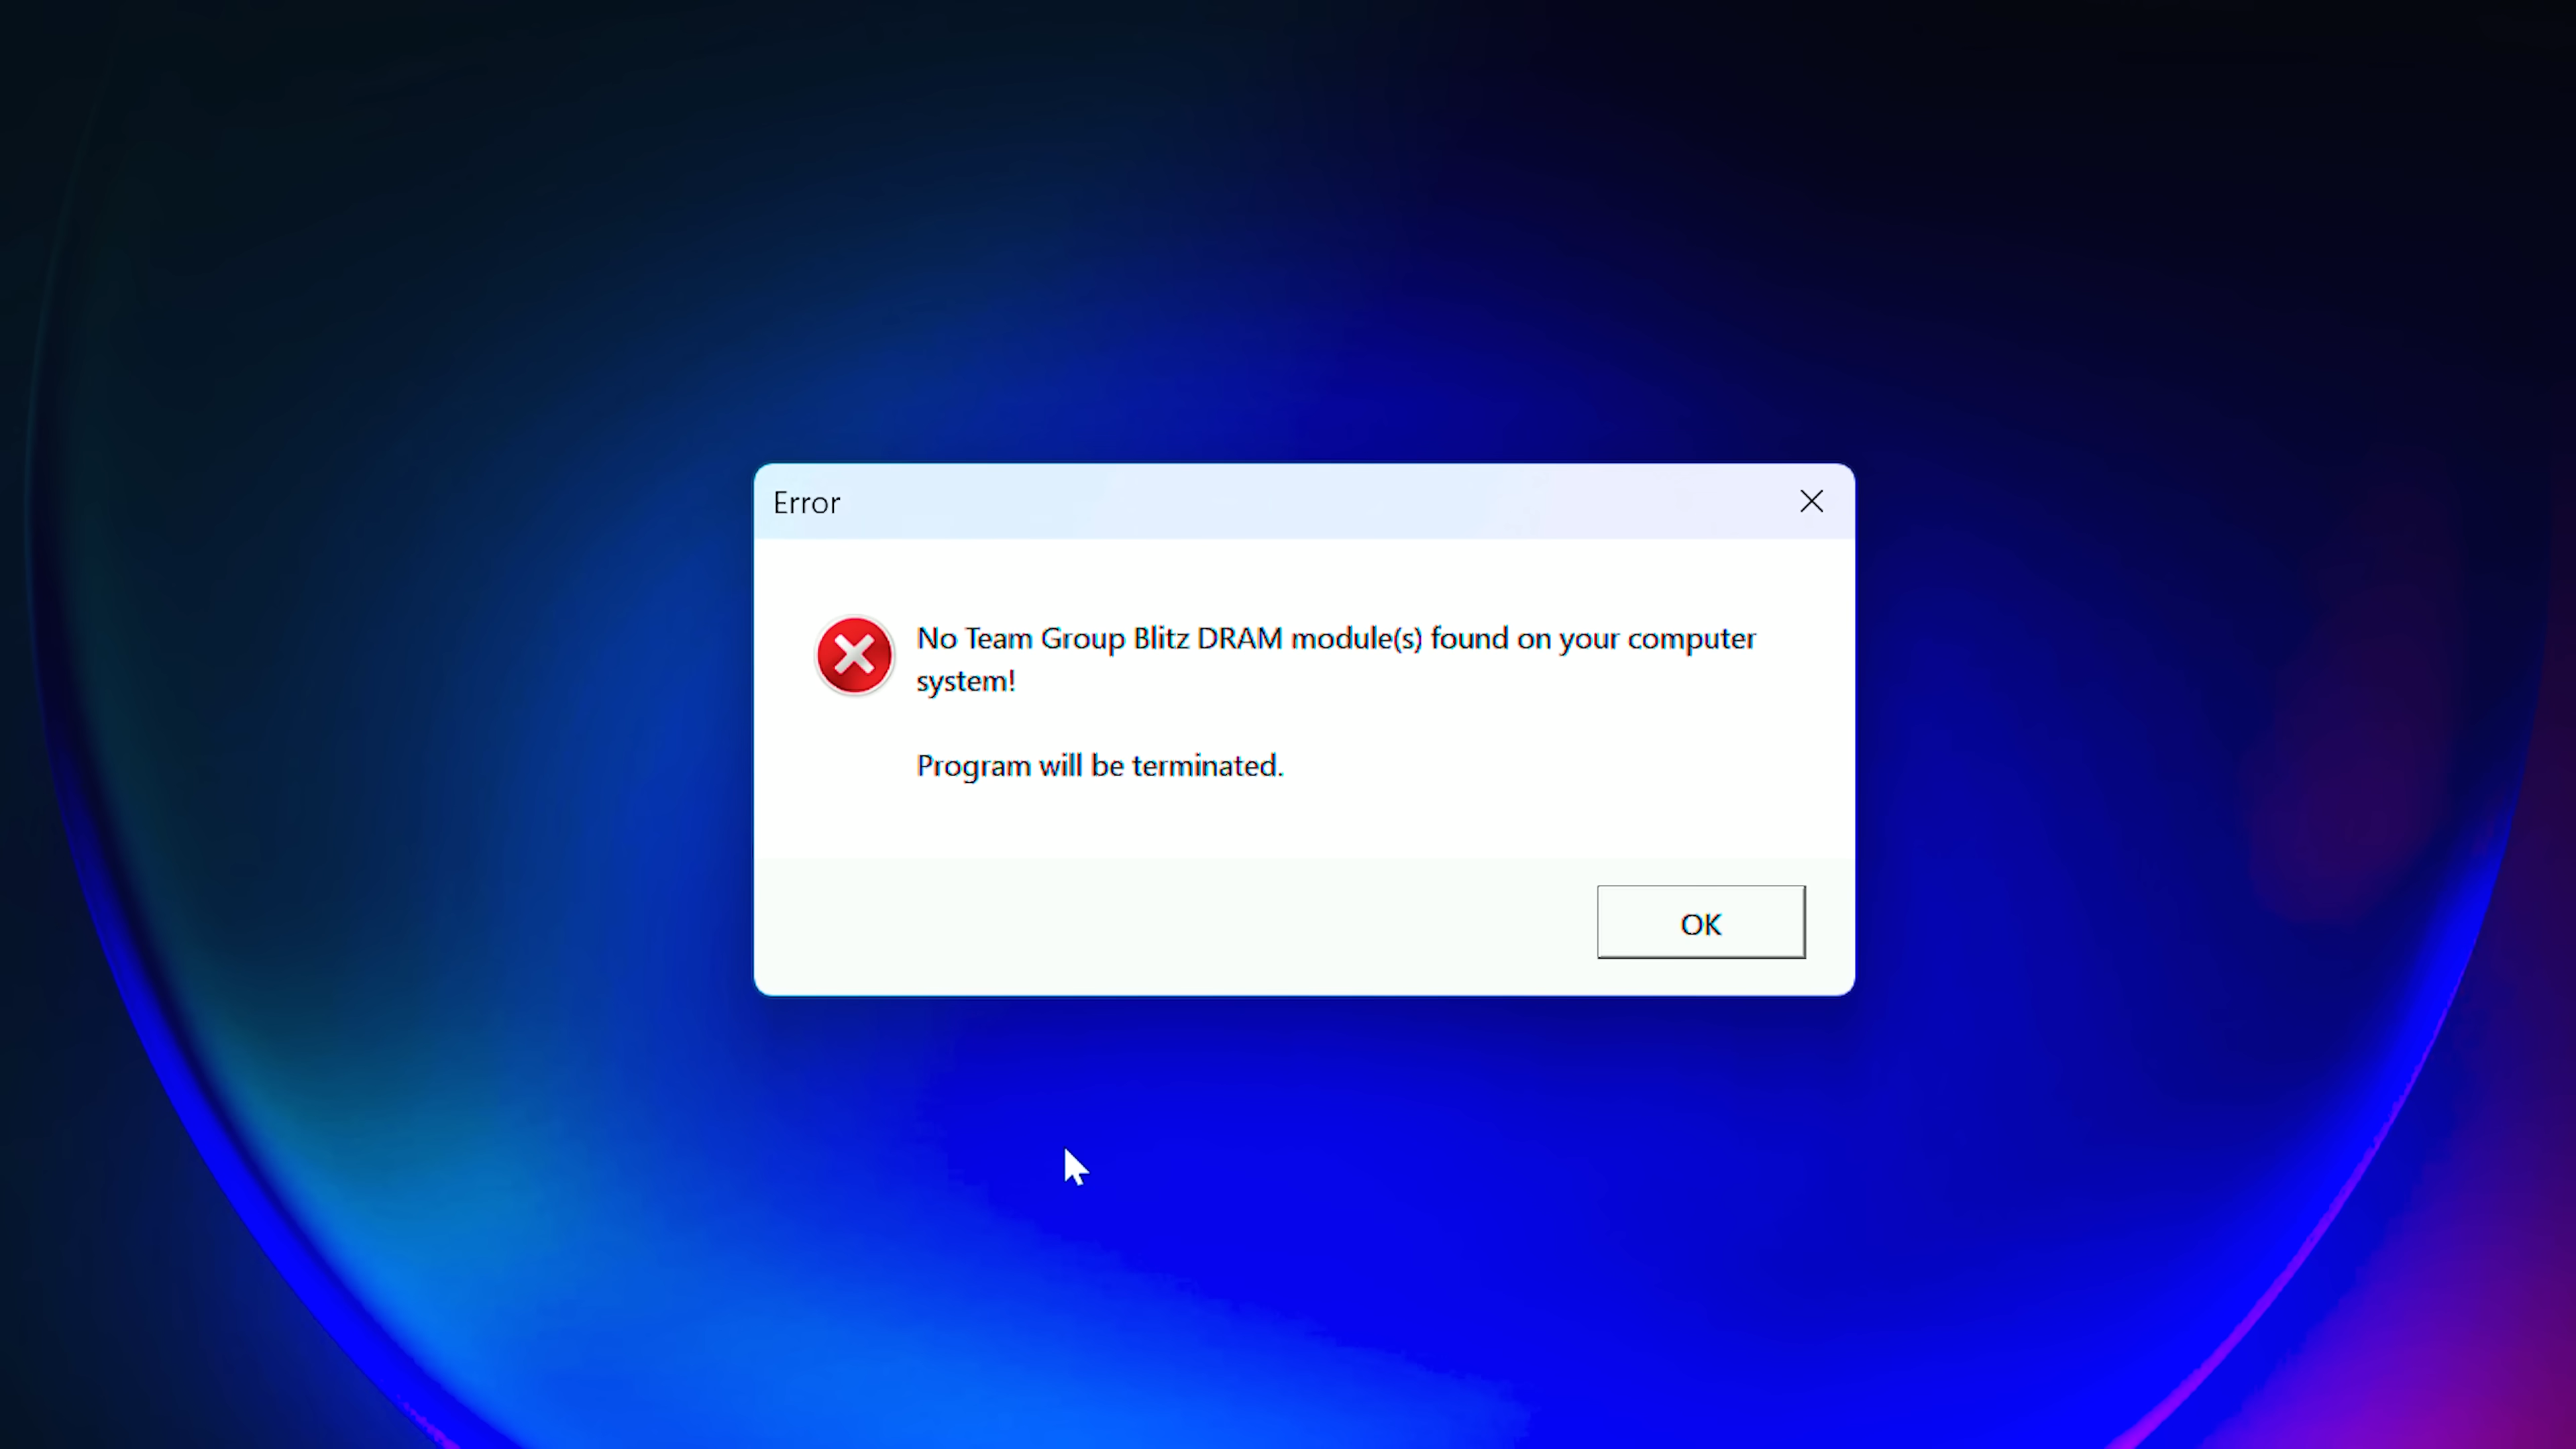 Error
No Team Group Blitz DRAM module(s) found on your computer
system!
Program will be terminated.
OK